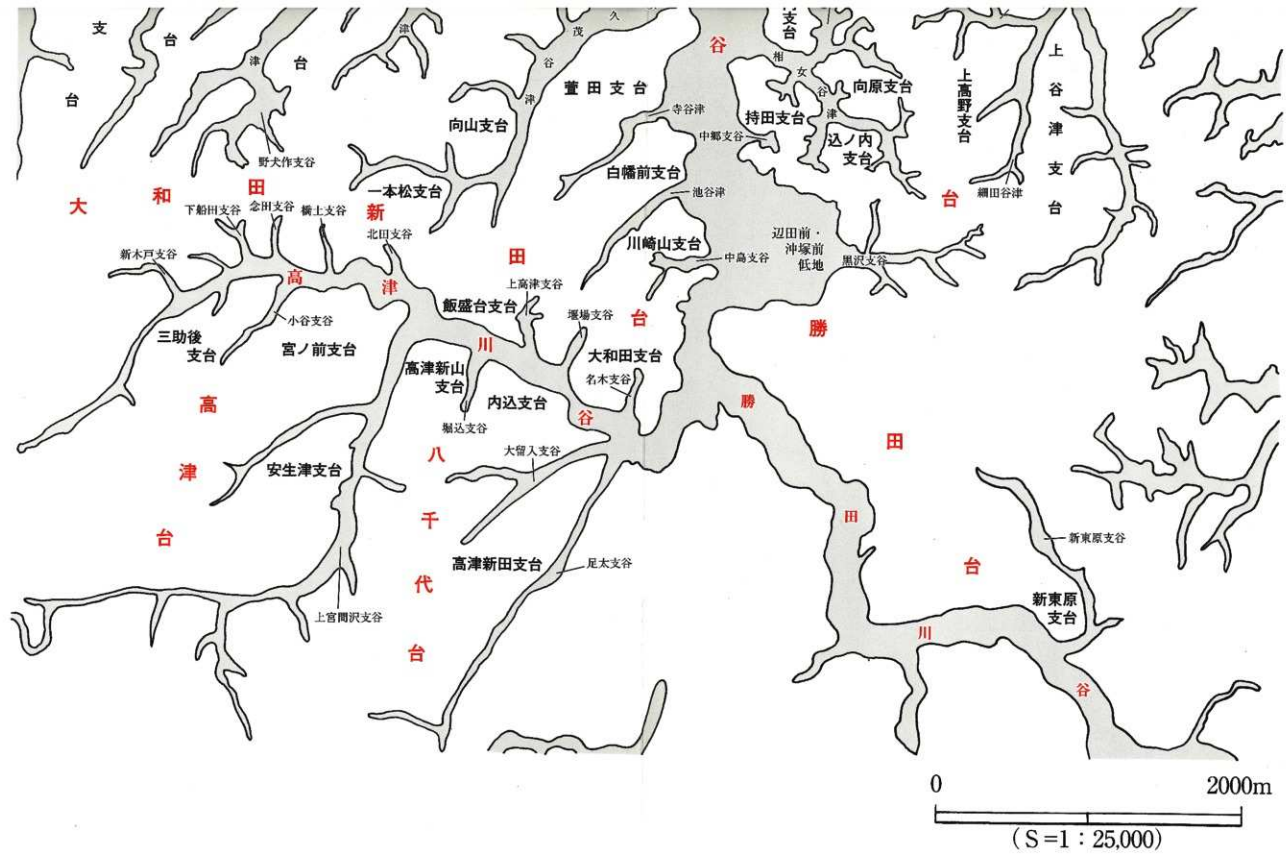 支
台
台
津
台
津
久
茂
谷
津
向山支台
萱田支台
谷
寺谷津
中郷支谷
白幡前支台
池谷津
支台
相
女
谷
津
向原支台
持田支台
込ノ内
支台
上高野支台
細田谷津
上谷津支台
野犬作支谷
一本松支台
大和田新田
下船田支谷
念田支谷
橋土支谷
北田支谷
新木戸支谷
川崎山支台
中島支谷
辺田前・
沖塚前
低地
黒沢支谷
高津川谷
小谷支谷
三助後
支台
宮ノ前支台
飯盛台支台
上高津支谷
堰場支谷
大和田支台
名木支谷
台
高津新山
支台
内込支台
堀込支谷
大留入支谷
高津台
安生津支台
八千代台
高津新田支台
足太支谷
上宮間沢支谷
台
勝田台
勝田川谷
新東原支谷
新東原
支台
0 2000m
(S=1:25,000)